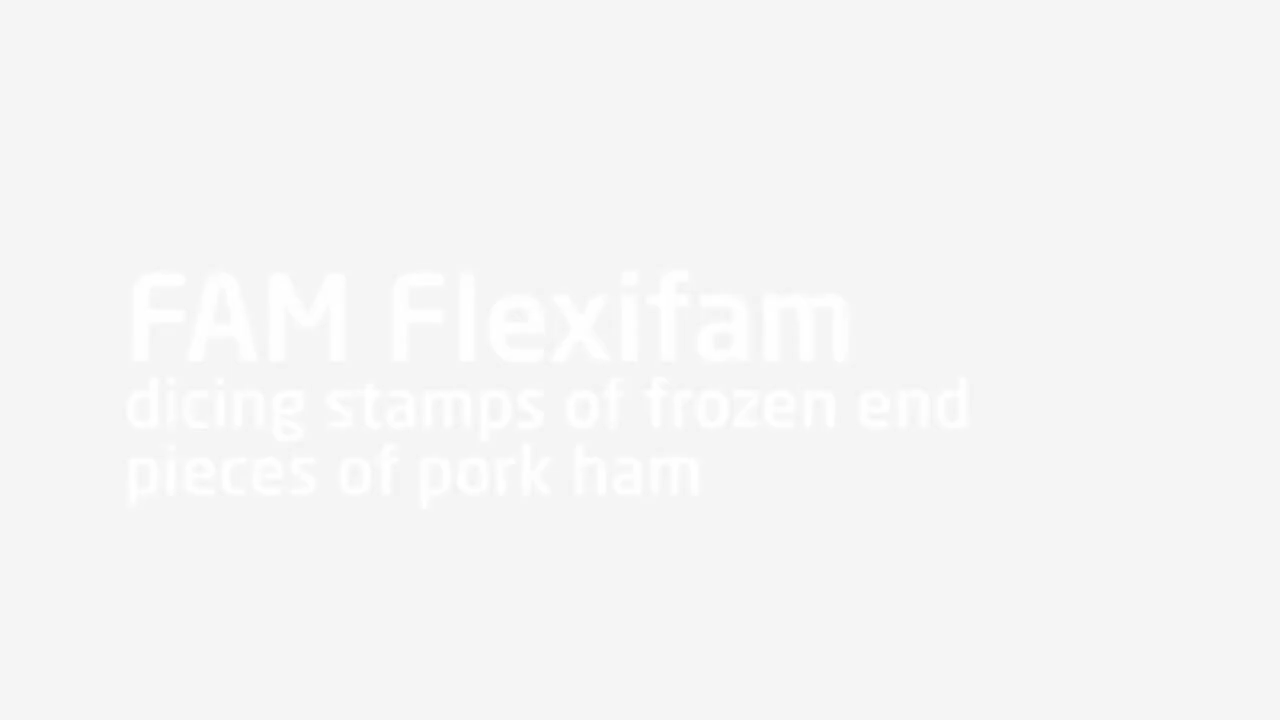 FAM Flexifam
dicing stamps of frozen end
pieces of pork ham